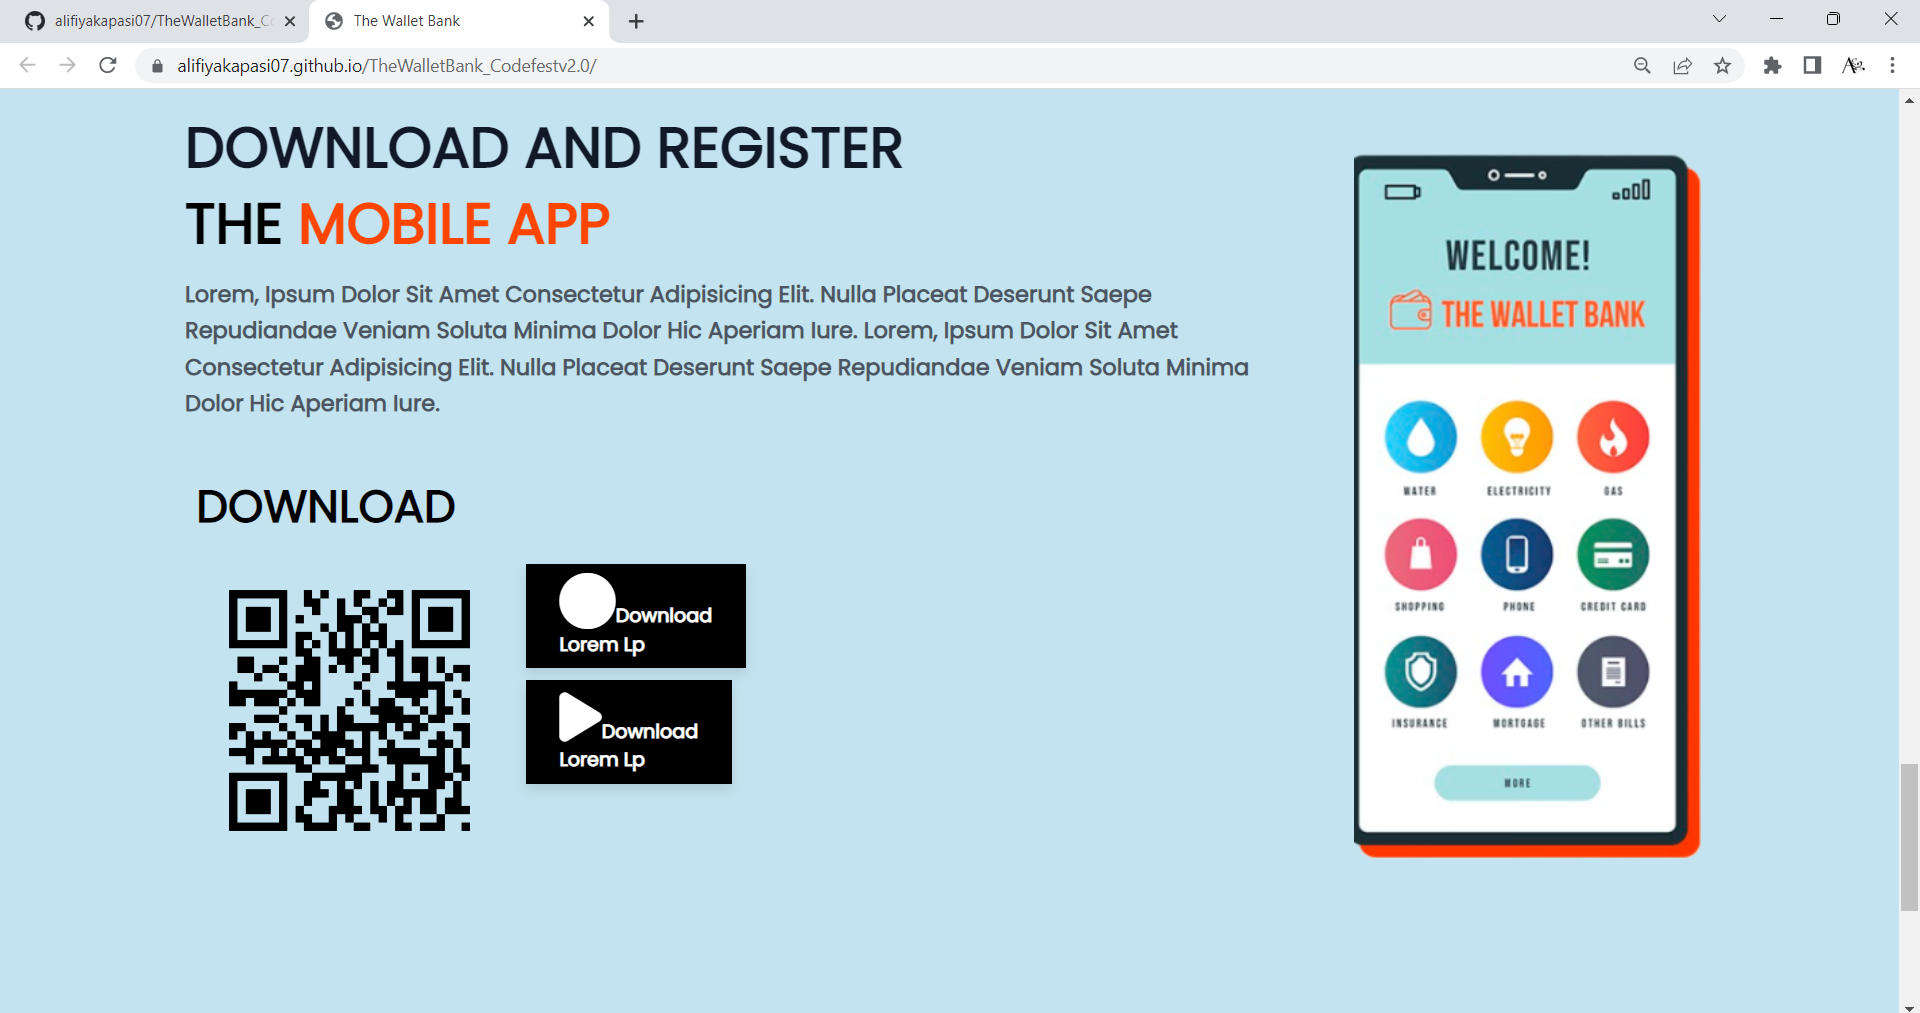 alifiyakapasi07/TheWalletBank_C
The Wallet Bank
alifiyakapasi07.github.io/TheWalletBank_Codefestv2.0/
DOWNLOAD AND REGISTER
THE MOBILE APP
Lorem, Ipsum Dolor Sit Amet Consectetur Adipisicing Elit. Nulla Placeat Deserunt Saepe
Repudiandae Veniam Soluta Minima Dolor Hic Aperiam Iure. Lorem, Ipsum Dolor Sit Amet
Consectetur Adipisicing Elit. Nulla Placeat Deserunt Saepe Repudiandae Veniam Soluta Minima
Dolor Hic Aperiam Iure.
DOWNLOAD
Download
Lorem Lp
Download
Lorem Lp
WELCOME!
THE WALLET BANK
WATER ELECTRICITY GAS
SHOPPING PHONE CREDIT CARD
INSURANCE MORTGAGE OTHER BILLS
MORE